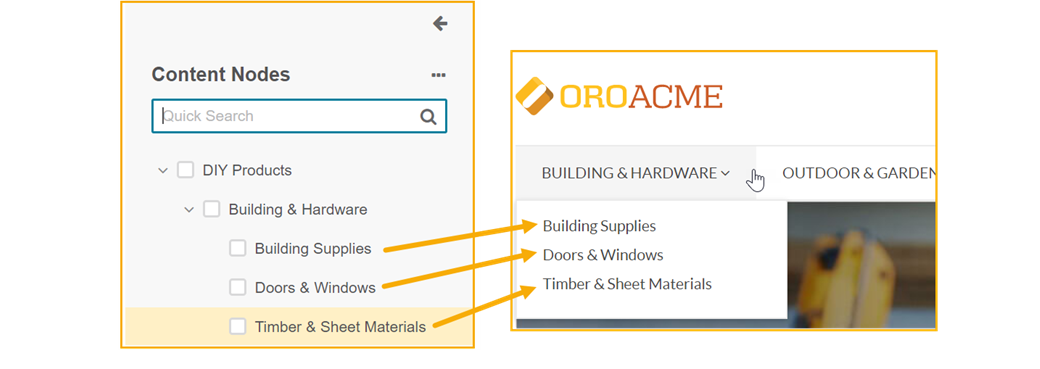 Content Nodes
Quick Search
DIY Products
Building & Hardware
Building Supplies
Doors & Windows
Timber & Sheet Materials
OROACME
BUILDING & HARDWARE
OUTDOOR & GARDEN
Building Supplies
Doors & Windows
Timber & Sheet Materials